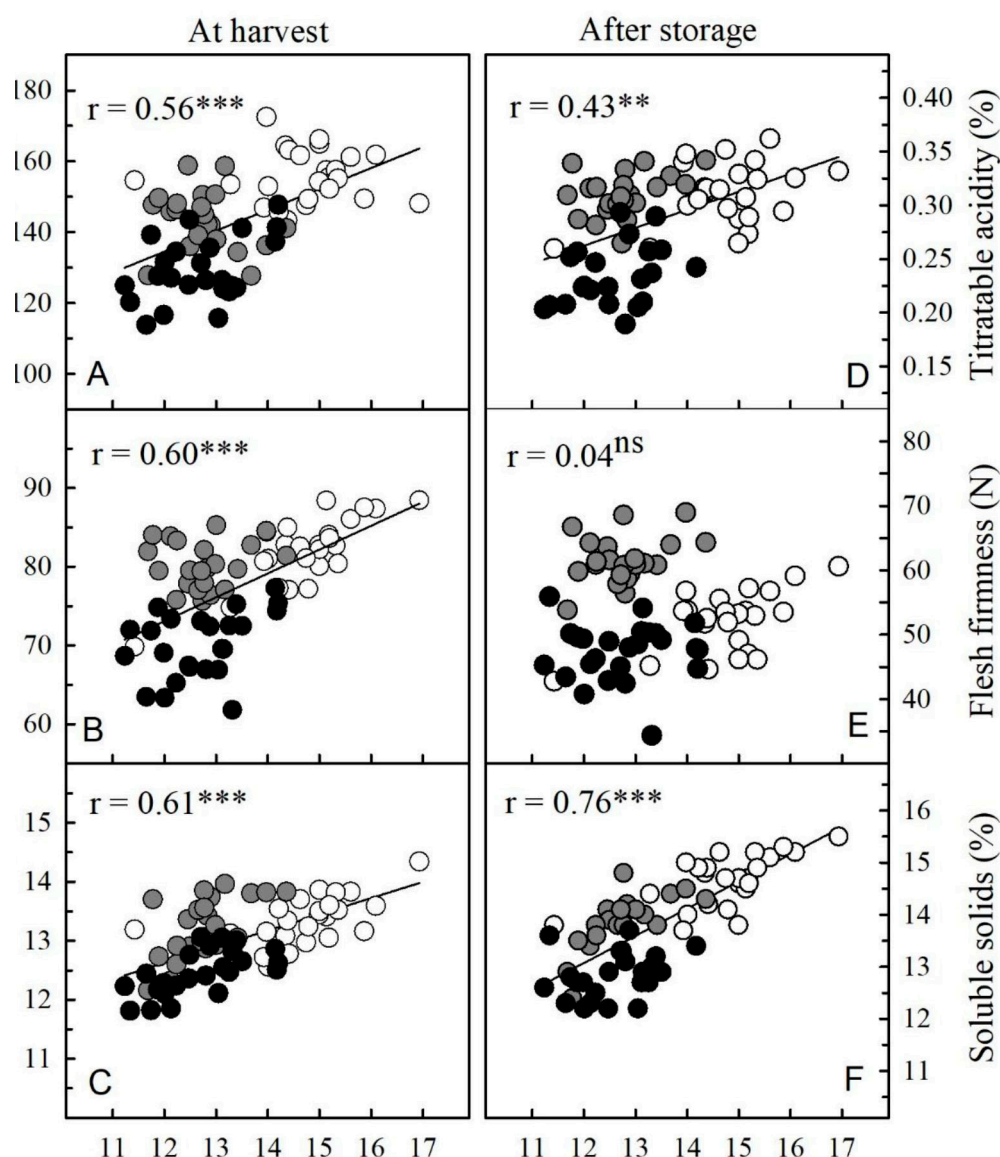 At harvest After storage
180
160
140
120
100
r = 0.56***
A
r = 0.43**
D
0.40
0.35
0.30
0.25
0.20
0.15
Titratable acidity (%)
90
80
70
60
r = 0.60***
B
r = 0.04ns
E
80
70
60
50
40
Flesh firmness (N)
15
14
13
12
11
r = 0.61***
C
r = 0.76***
F
16
15
14
13
12
11
Soluble solids (%)
11 12 13 14 15 16 17 11 12 13 14 15 16 17